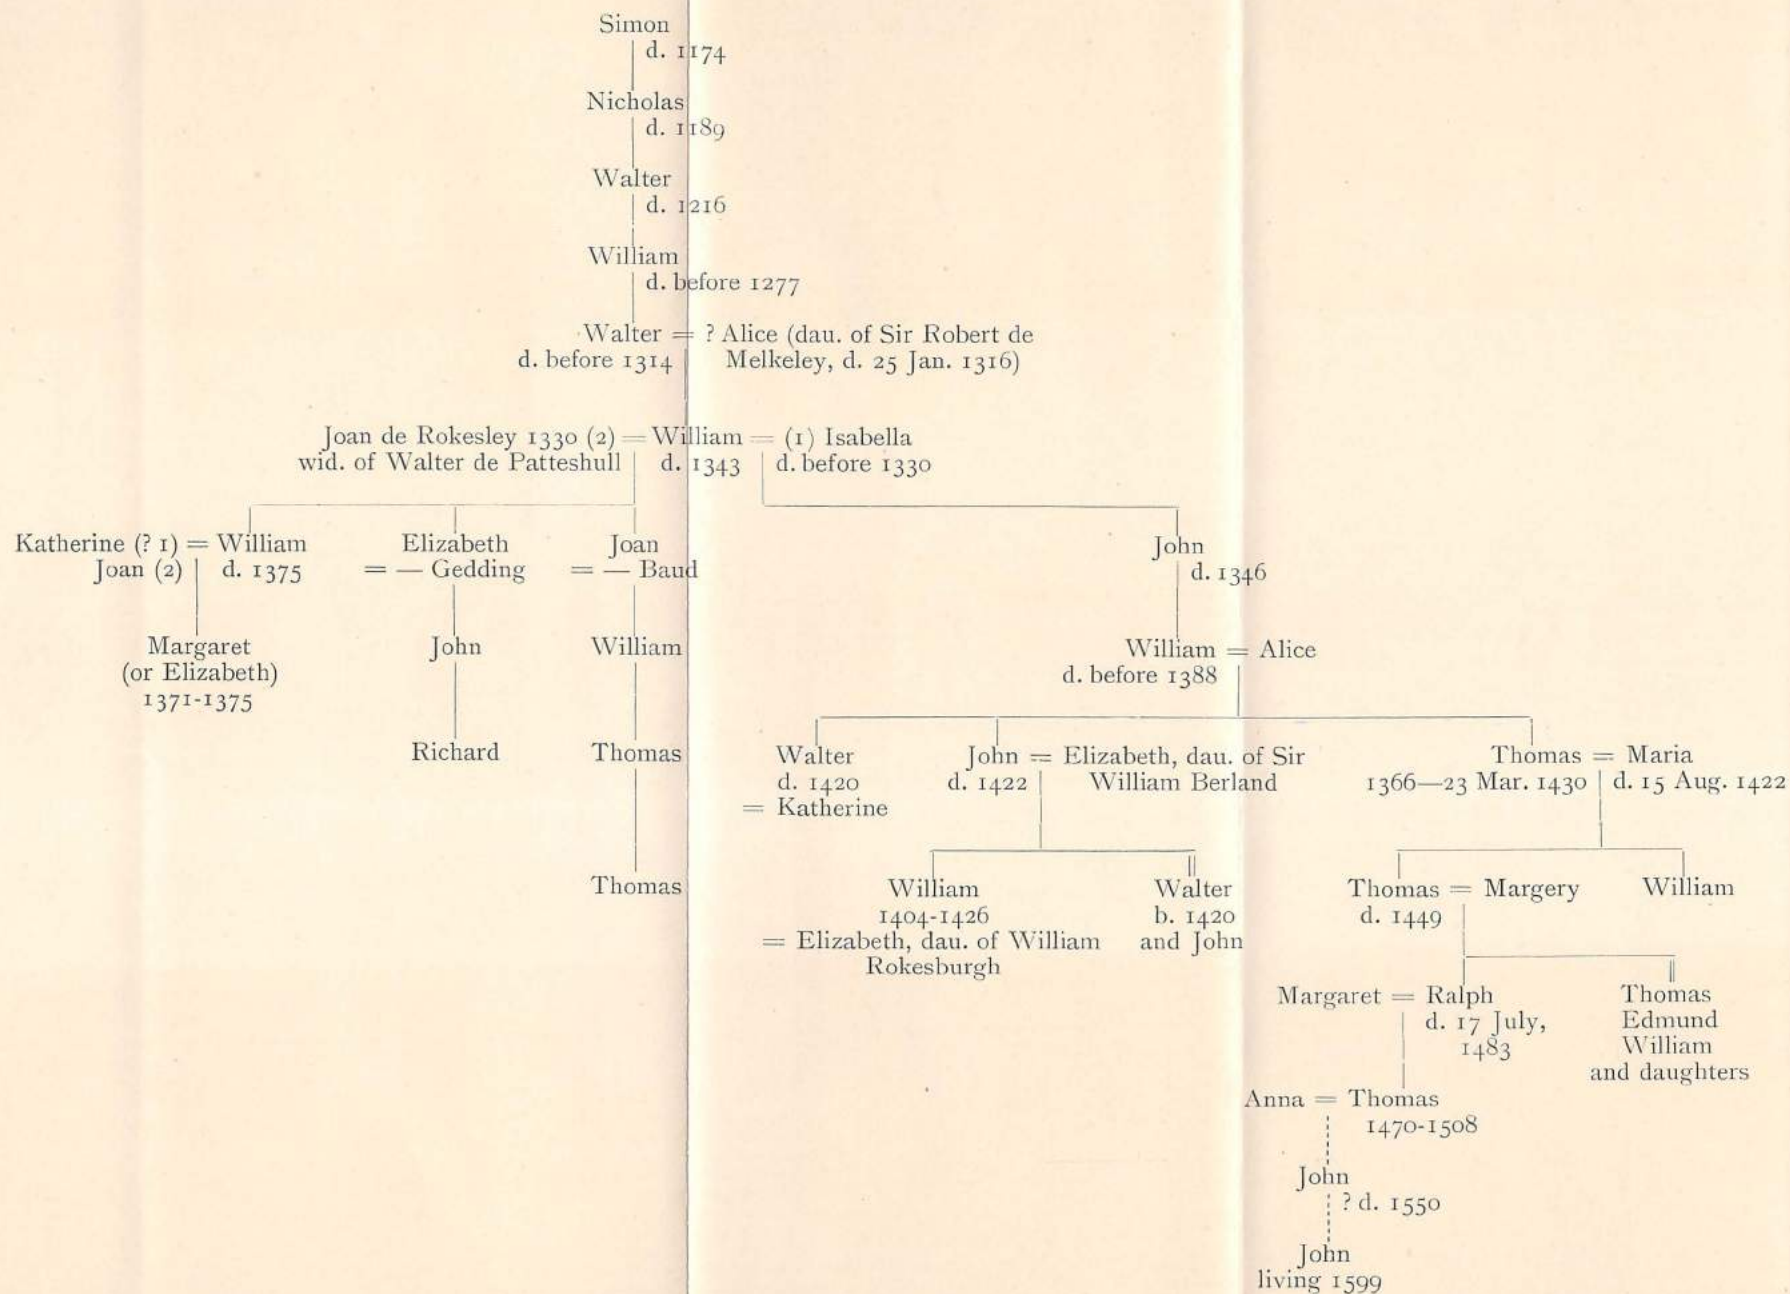 Simon
d. 1174
Nicholas
d. 1189
Walter
d. 1216
William
d. before 1277
Walter = ? Alice (dau. of Sir Robert de
d. before 1314 Melkeley, d. 25 Jan. 1316)
Joan de Rokesley 1330 (2) = William = (1) Isabella
wid. of Walter de Patteshull d. 1343 d. before 1330
Katherine (? 1) = William Elizabeth Joan John
Joan (2) d. 1375 = — Gedding = — Baud d. 1346
Margaret John William William = Alice
(or Elizabeth) d. before 1388
1371-1375
Richard Thomas Walter John = Elizabeth, dau. of Sir Thomas = Maria
d. 1420 d. 1422 William Berland 1366—23 Mar. 1430 d. 15 Aug. 1422
= Katherine
Thomas William Walter Thomas = Margery William
1404-1426 b. 1420 d. 1449
= Elizabeth, dau. of William and John
Rokesburgh
Margaret = Ralph Thomas
d. 17 July, Edmund
1483 William
and daughters
Anna = Thomas
1470-1508
John
? d. 1550
John
living 1599